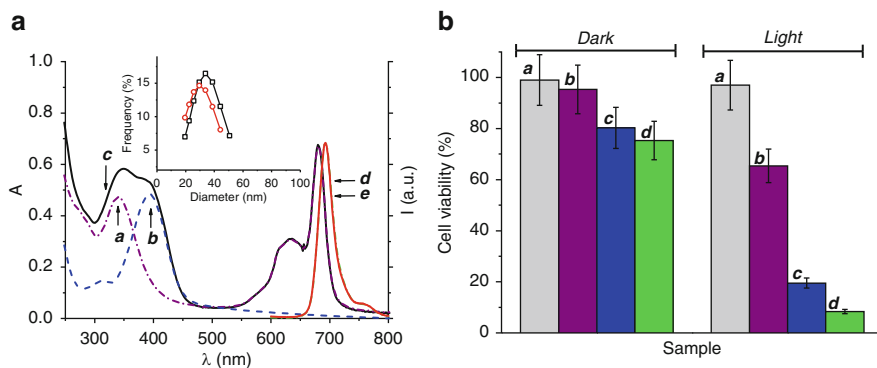 a
1.0
0.8
0.6
0.4
0.2
0.0
A
300 400 500 600 700 800
λ (nm)
I (a.u.)
c
a
b
d
e
Frequency (%)
15
10
5
0 20 40 60 80 100
Diameter (nm)
b
Dark
Light
100
80
60
40
20
0
Cell viability (%)
a
b
c
d
a
b
c
d
Sample